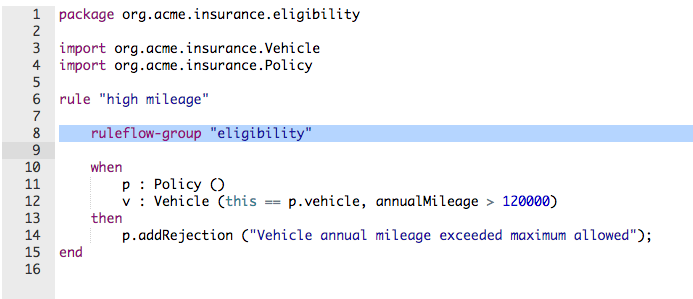 1 package org.acme.insurance.eligibility
2
3 import org.acme.insurance.Vehicle
4 import org.acme.insurance.Policy
5
6 rule "high mileage"
7
8 ruleflow-group "eligibility"
9
10 when
11 p : Policy ()
12 v : Vehicle (this == p.vehicle, annualMileage > 120000)
13 then
14 p.addRejection ("Vehicle annual mileage exceeded maximum allowed");
15 end
16